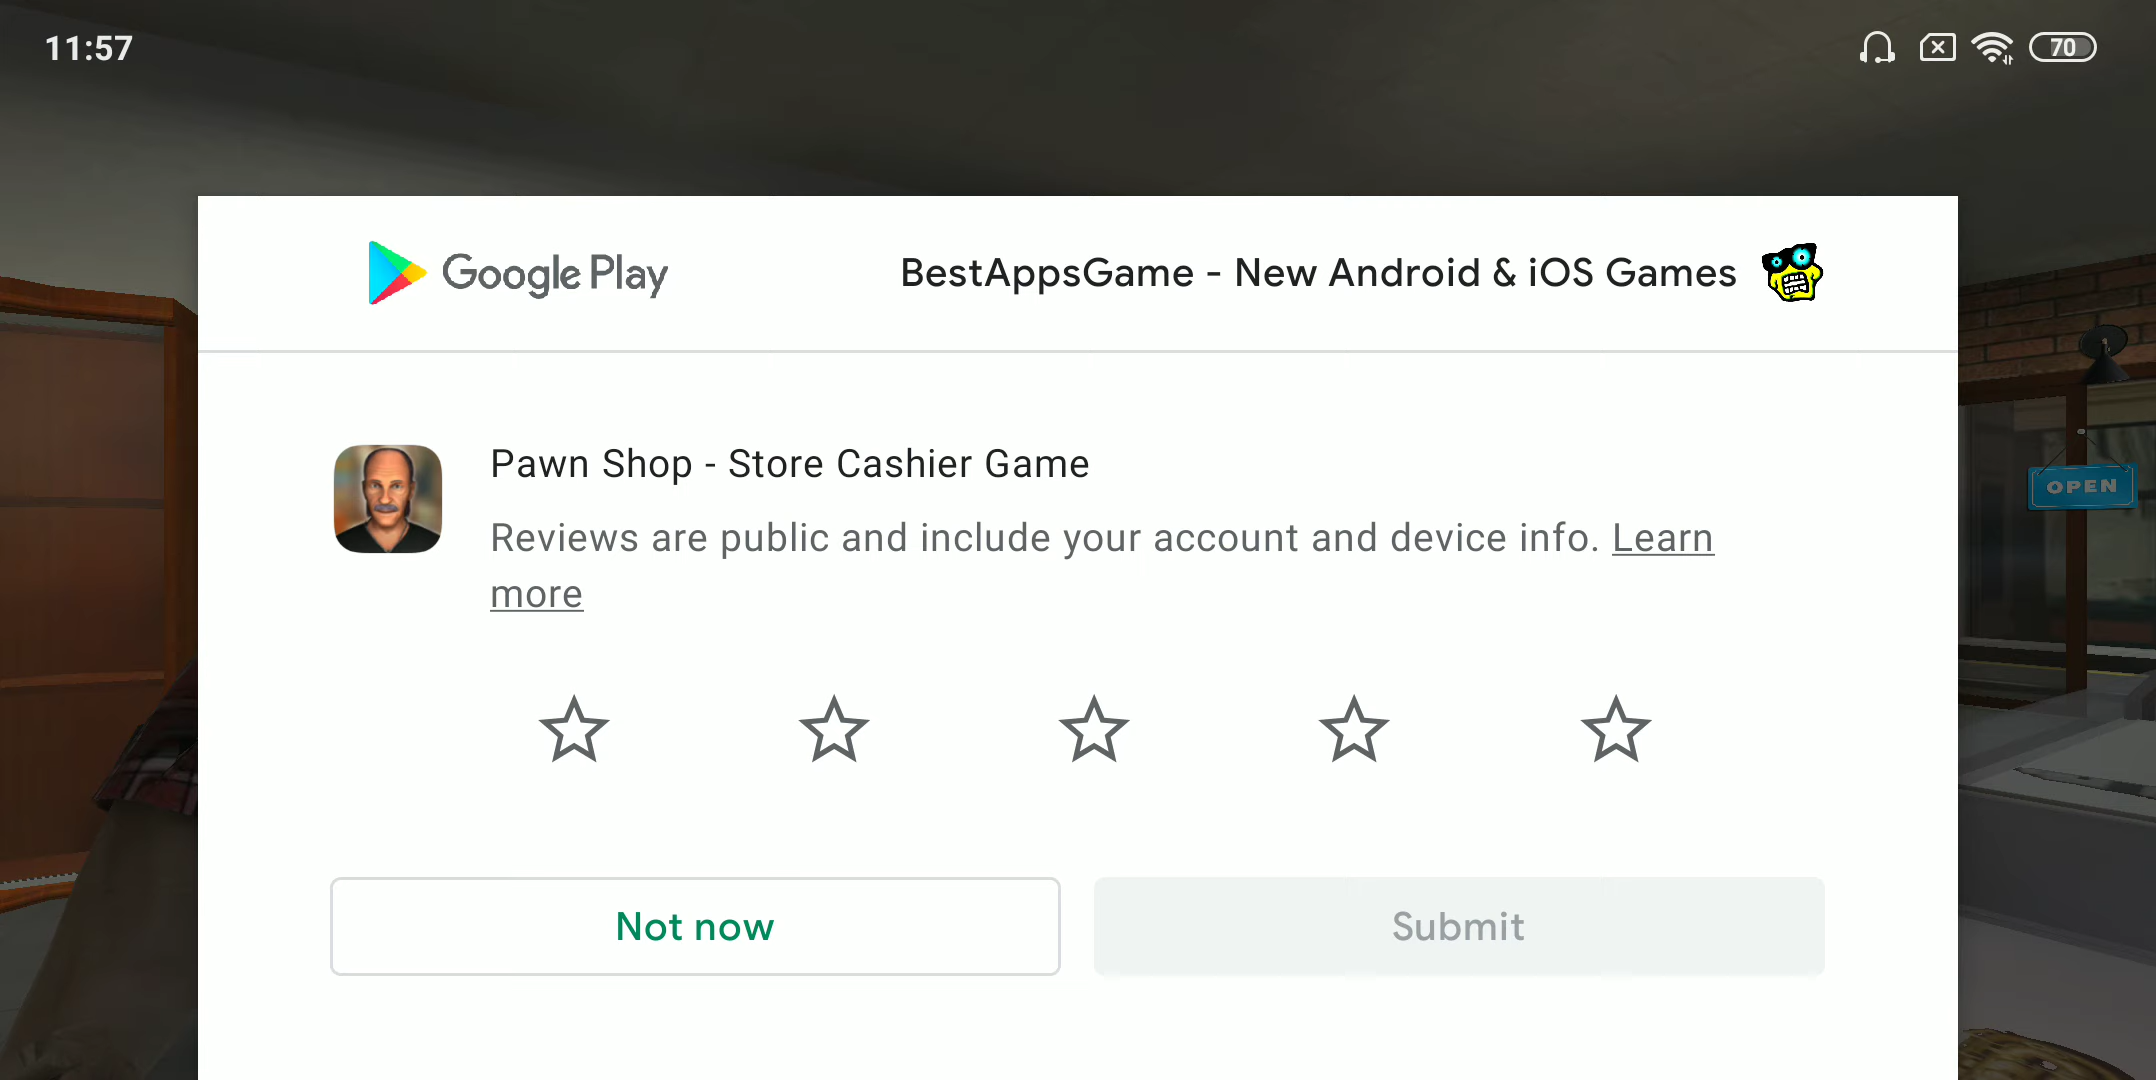 11:57
70
Google Play
BestAppsGame - New Android & iOS Games
Pawn Shop - Store Cashier Game
Reviews are public and include your account and device info. Learn
more
OPEN
Not now
Submit